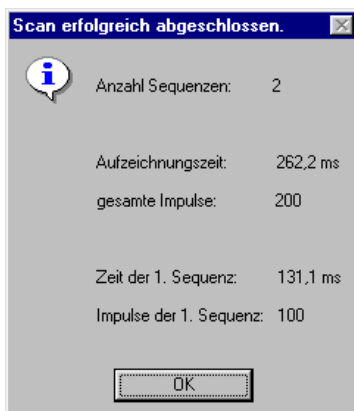 Scan erfolgreich abgeschlossen.
Anzahl Sequenzen: 2
Aufzeichnungszeit: 262,2 ms
gesamte Impulse: 200
Zeit der 1. Sequenz: 131,1 ms
Impulse der 1. Sequenz: 100
OK